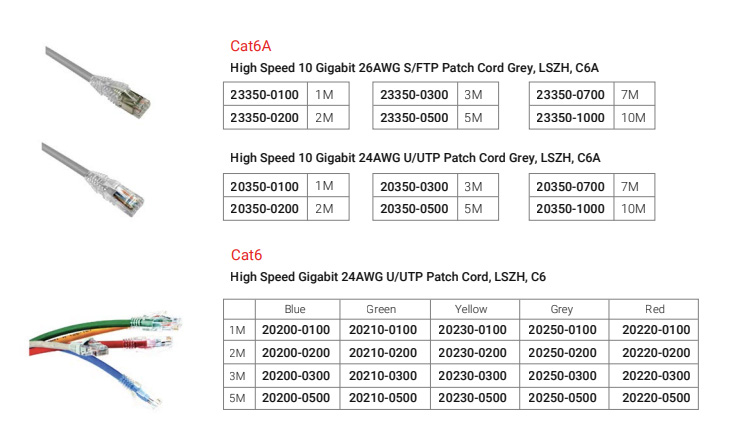 Cat6A
High Speed 10 Gigabit 26AWG S/FTP Patch Cord Grey, LSZH, C6A
23350-0100 1M 23350-0300 3M 23350-0700 7M
23350-0200 2M 23350-0500 5M 23350-1000 10M
High Speed 10 Gigabit 24AWG U/UTP Patch Cord Grey, LSZH, C6A
20350-0100 1M 20350-0300 3M 20350-0700 7M
20350-0200 2M 20350-0500 5M 20350-1000 10M
Cat6
High Speed Gigabit 24AWG U/UTP Patch Cord, LSZH, C6
Blue Green Yellow Grey Red
1M 20200-0100 20210-0100 20230-0100 20250-0100 20220-0100
2M 20200-0200 20210-0200 20230-0200 20250-0200 20220-0200
3M 20200-0300 20210-0300 20230-0300 20250-0300 20220-0300
5M 20200-0500 20210-0500 20230-0500 20250-0500 20220-0500